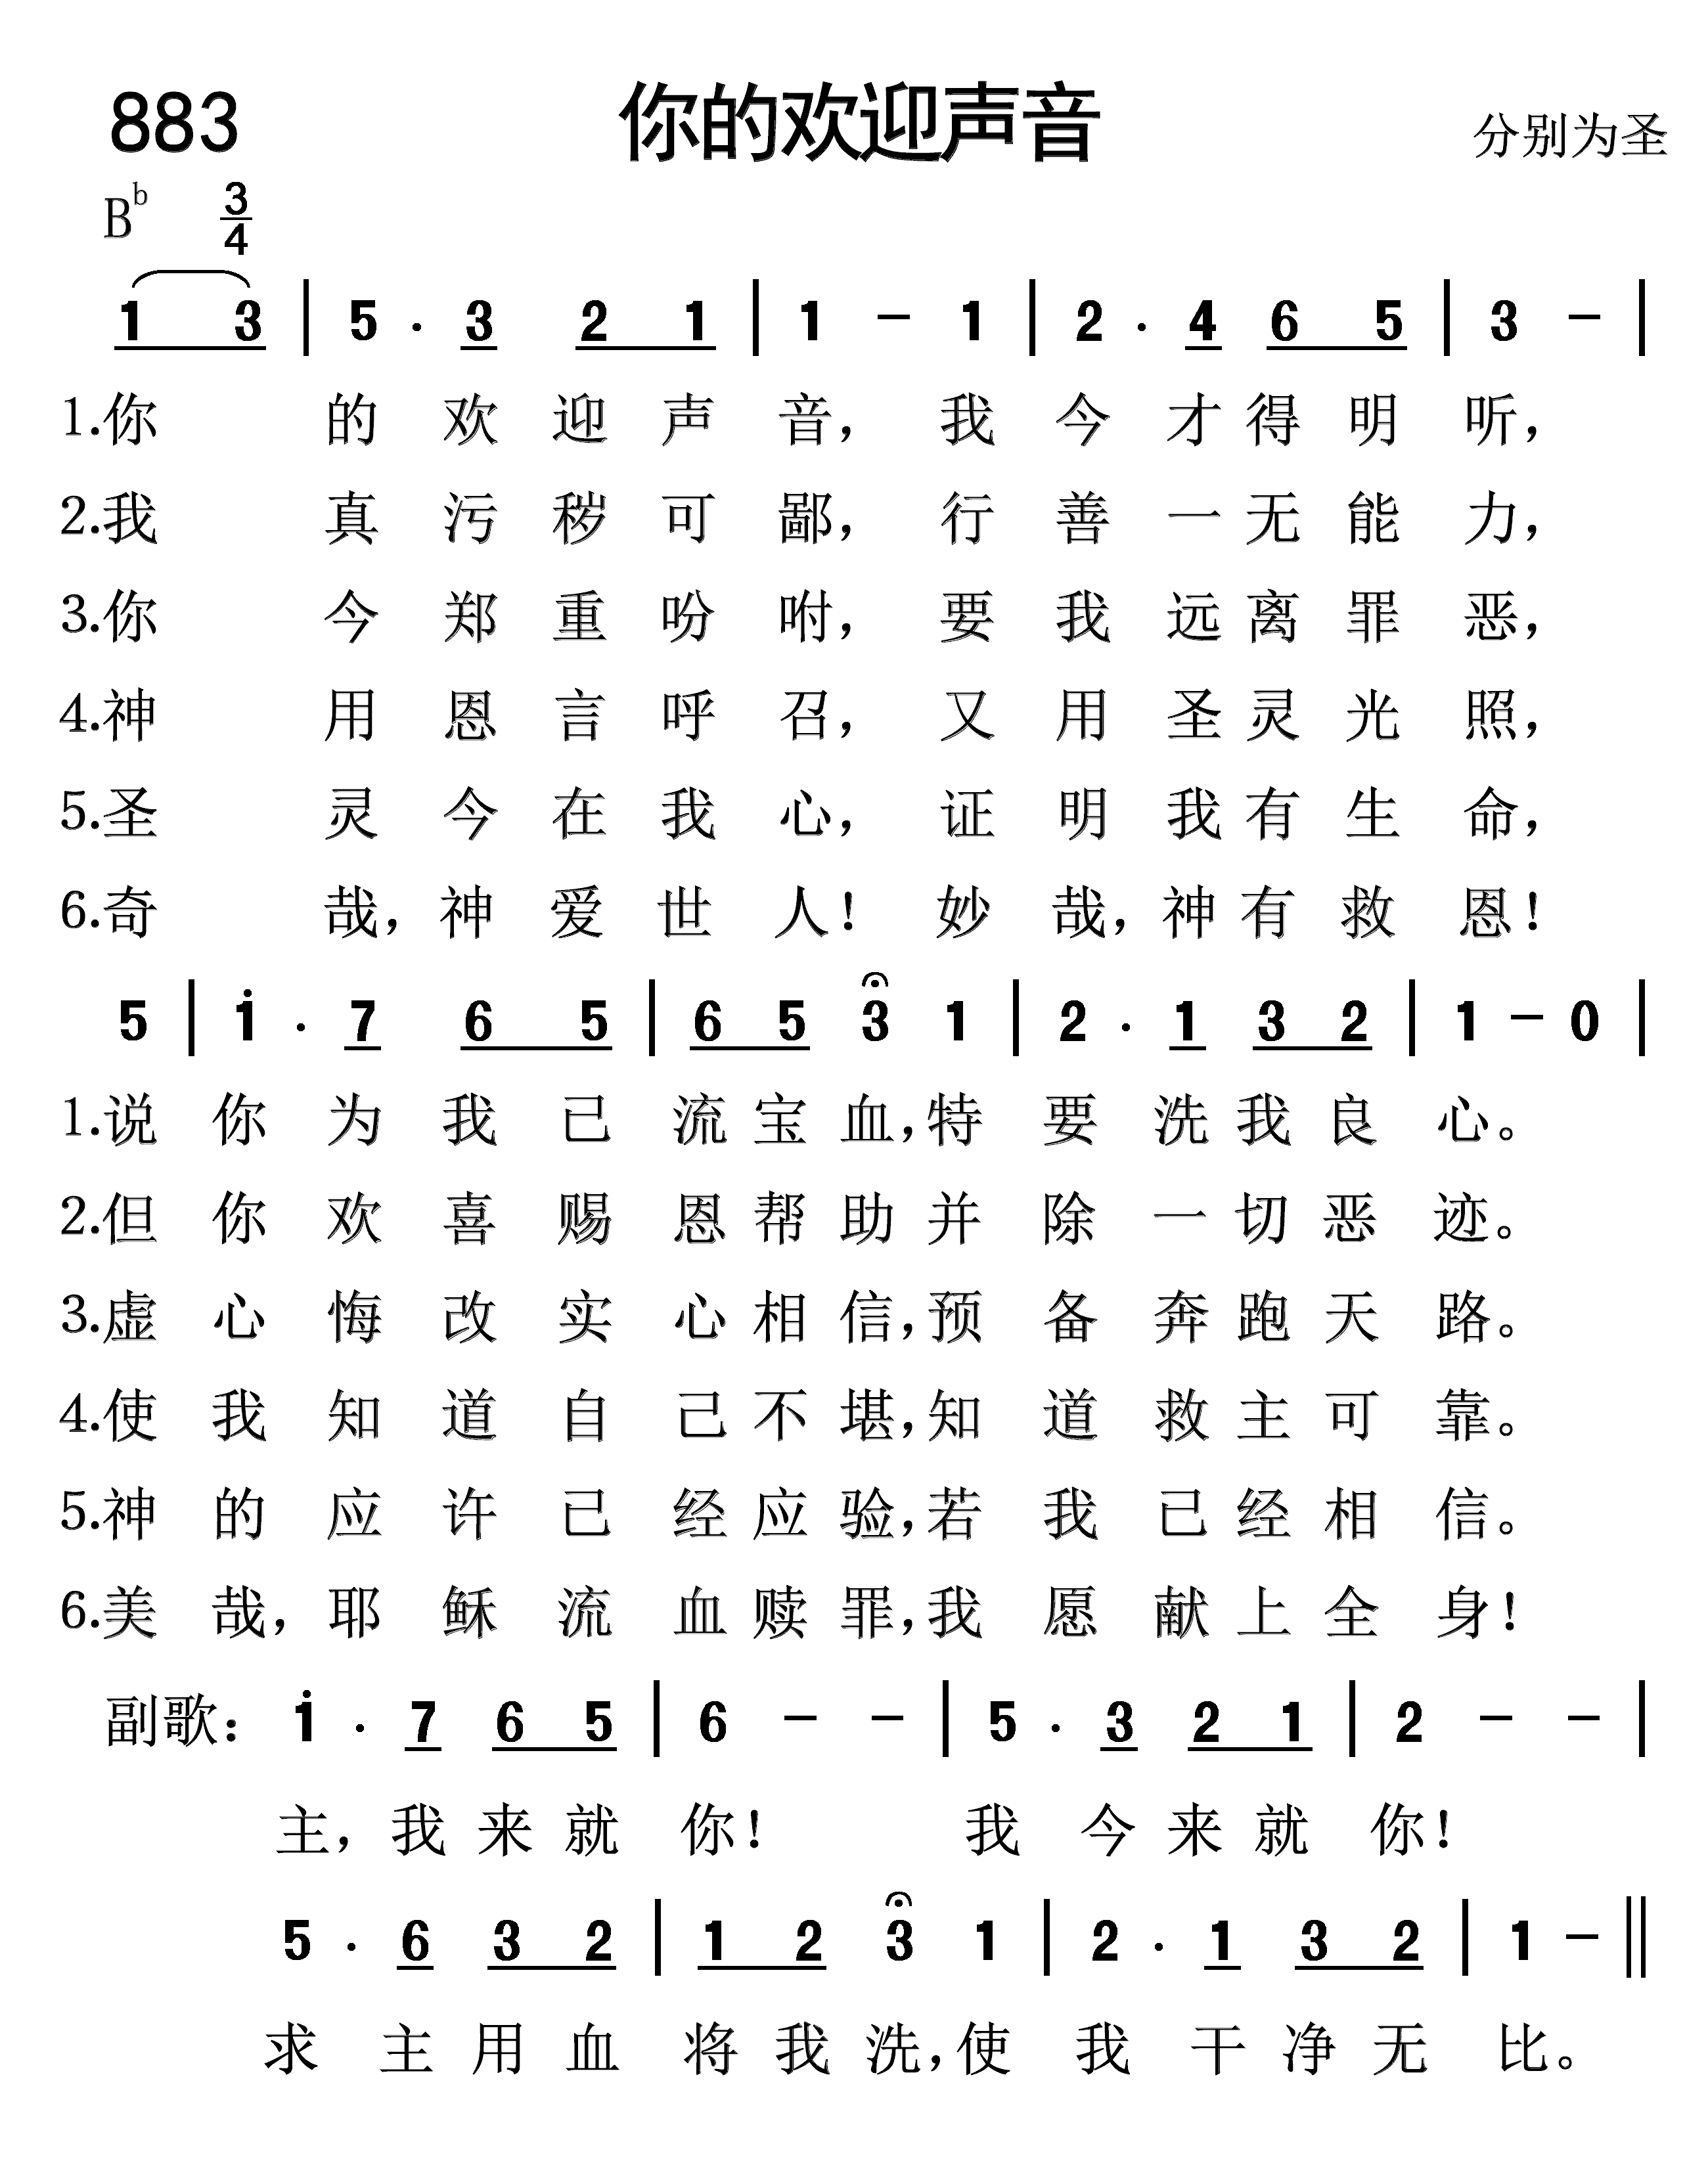 883 你的欢迎声音 分别为圣
B♭ 3/4
1 3 | 5 . 3 2 1 | 1 - 1 | 2 . 4 6 5 | 3 - |
1.你的欢迎声音，我今才得明听，
2.我真污秽可鄙，行善一无能力，
3.你今郑重吩咐，要我远离罪恶，
4.神用恩言呼召，又用圣灵光照，
5.圣灵今在我心，证明我有生命，
6.奇哉，神爱世人！妙哉，神有救恩！
5 | i . 7 6 5 | 6 5 3 1 | 2 . 1 3 2 | 1 - 0 |
1.说你为我已流宝血，特要洗我良心。
2.但你欢喜赐恩帮助并除一切恶迹。
3.虚心悔改实心相信，预备奔跑天路。
4.使我知道自己不堪，知道救主可靠。
5.神的应许已经应验，若我已经相信。
6.美哉，耶稣流血赎罪，我愿献上全身！
副歌：i . 7 6 5 | 6 - - | 5 . 3 2 1 | 2 - - |
主，我来就你！我今来就你！
5 . 6 3 2 | 1 2 3 1 | 2 . 1 3 2 | 1 - ||
求主用血将我洗，使我干净无比。